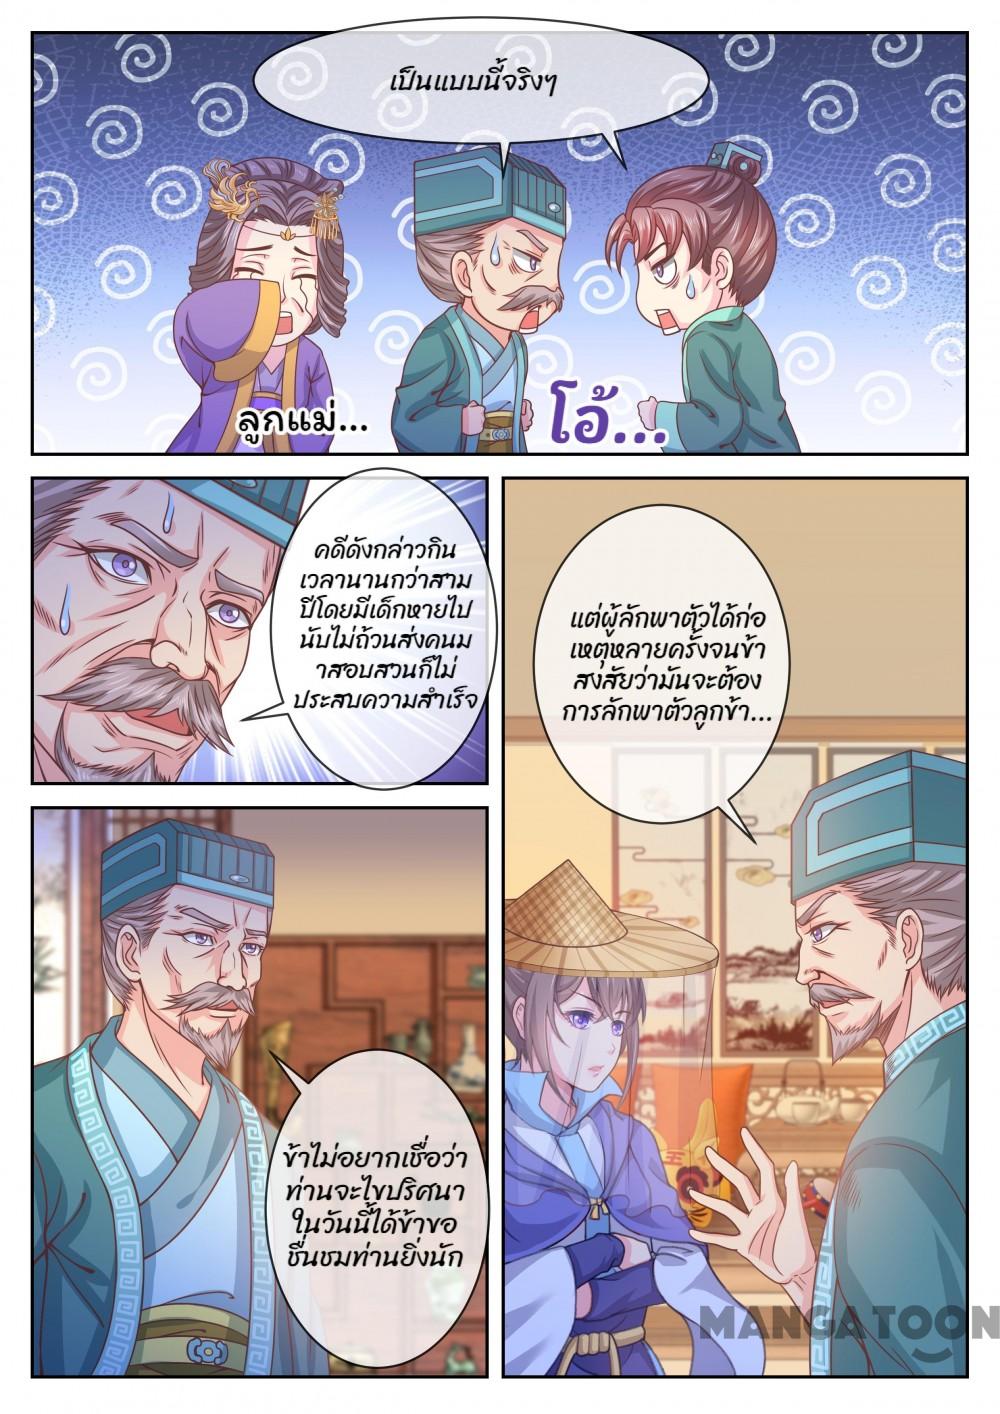 เป็นแบบนี้จริงๆ
ลูกแม่...
โอ้...
คดีดังกล่าวกิน
เวลานานกว่าสาม
ปีโดยมีเด็กหายไป
นับไม่ถ้วนส่งคนม
าสอบสวนก็ไม่
ประสบความสำเร็จ
แต่ผู้ลักพาตัวได้ก่อ
เหตุหลายครั้งจนข้า
สงสัยว่ามันจะต้อง
การลักพาตัวลูกข้า...
ข้าไม่อยากเชื่อว่า
ท่านจะไขปริศนา
ในวันนี้ได้ข้าขอ
ชื่นชมท่านยิ่งนัก
MANGATOON